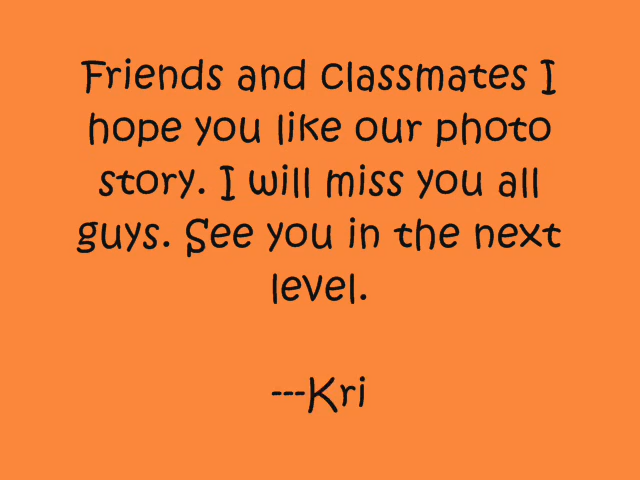 Friends and classmates I
hope you like our photo
story. I will miss you all
guys. See you in the next
level.
---Kri